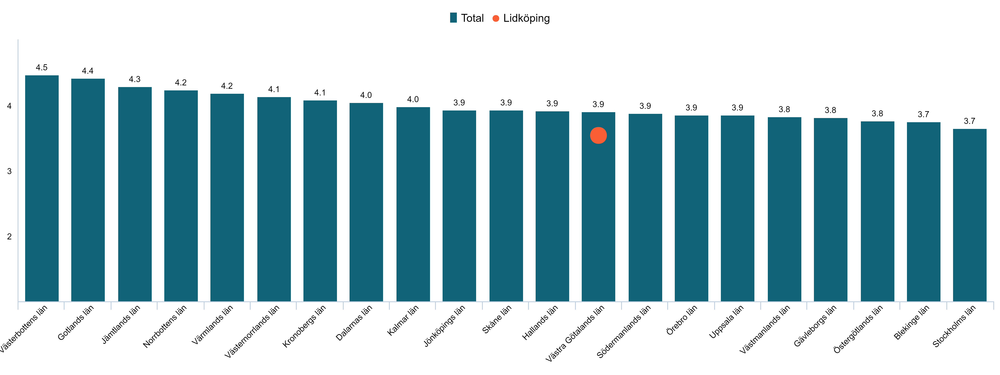 Total Lidköping
4.5 4.4 4.3 4.2 4.2 4.1 4.1 4.0 4.0 3.9 3.9 3.9 3.9 3.9 3.9 3.9 3.8 3.8 3.8 3.7 3.7
4
3
2
Västerbottens län
Gotlands län
Jämtlands län
Norrbottens län
Värmlands län
Västernorrlands län
Kronobergs län
Dalarnas län
Kalmar län
Jönköpings län
Skåne län
Hallands län
Västra Götalands län
Södermanlands län
Örebro län
Uppsala län
Västmanlands län
Gävleborgs län
Östergötlands län
Blekinge län
Stockholms län